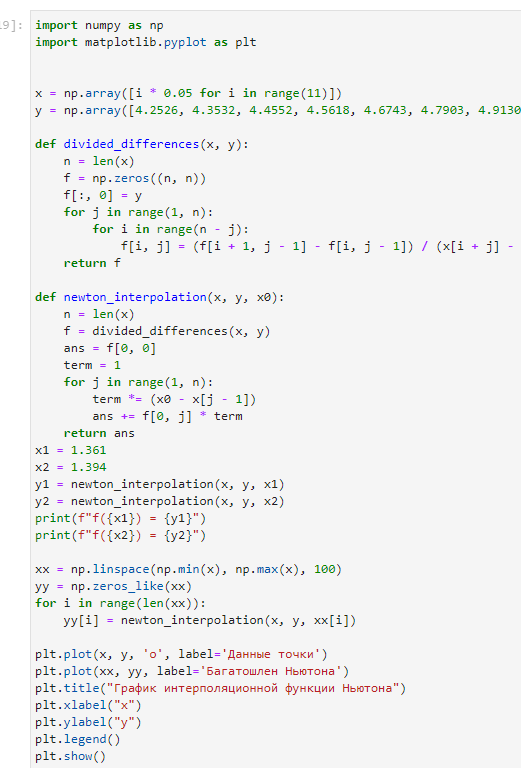 9]:
import numpy as np
import matplotlib.pyplot as plt
x = np.array([i * 0.05 for i in range(11)])
y = np.array([4.2526, 4.3532, 4.4552, 4.5618, 4.6743, 4.7903, 4.9130
def divided_differences(x, y):
    n = len(x)
    f = np.zeros((n, n))
    f[:, 0] = y
    for j in range(1, n):
        for i in range(n - j):
            f[i, j] = (f[i + 1, j - 1] - f[i, j - 1]) / (x[i + j] -
    return f
def newton_interpolation(x, y, x0):
    n = len(x)
    f = divided_differences(x, y)
    ans = f[0, 0]
    term = 1
    for j in range(1, n):
        term *= (x0 - x[j - 1])
        ans += f[0, j] * term
    return ans
x1 = 1.361
x2 = 1.394
y1 = newton_interpolation(x, y, x1)
y2 = newton_interpolation(x, y, x2)
print(f"f({x1}) = {y1}")
print(f"f({x2}) = {y2}")
xx = np.linspace(np.min(x), np.max(x), 100)
yy = np.zeros_like(xx)
for i in range(len(xx)):
    yy[i] = newton_interpolation(x, y, xx[i])
plt.plot(x, y, 'o', label='Данные точки')
plt.plot(xx, yy, label='Багатошлен Ньютона')
plt.title("График интерполяционной функции Ньютона")
plt.xlabel("x")
plt.ylabel("y")
plt.legend()
plt.show()